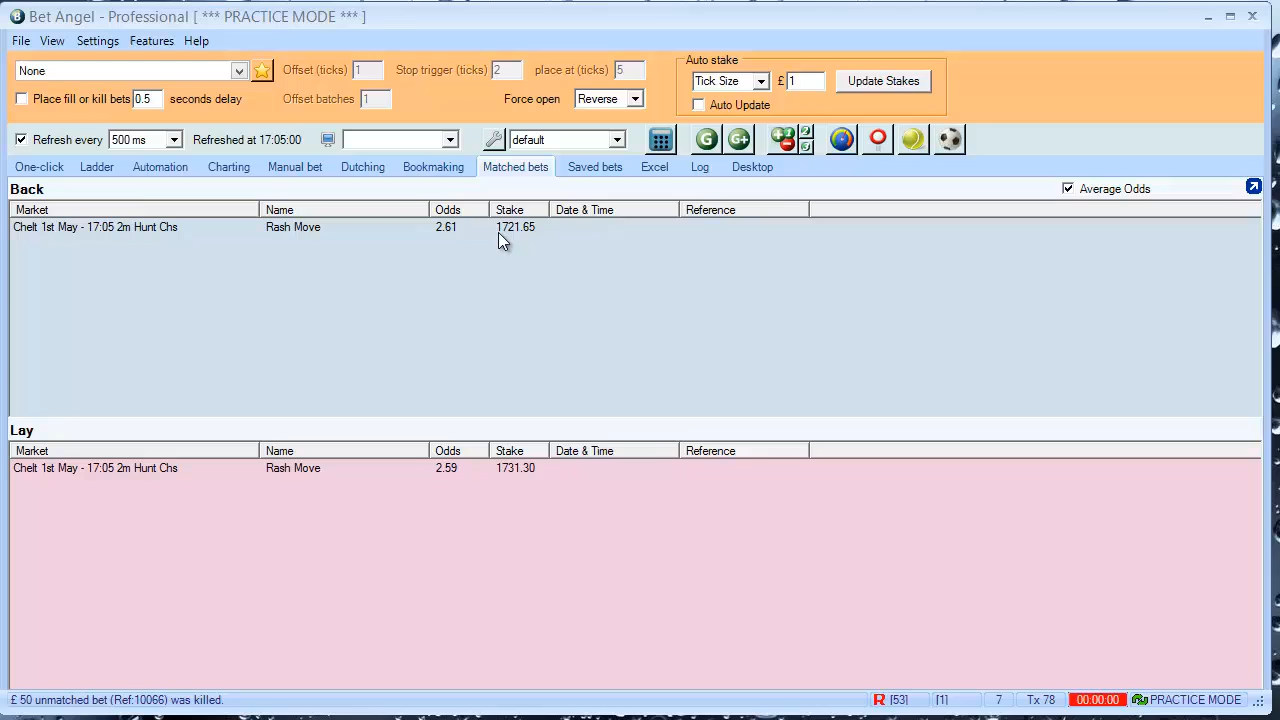 Bet Angel - Professional [ *** PRACTICE MODE *** ]
File View Settings Features Help
None Offset (ticks) 1 Stop trigger (ticks) 2 place at (ticks) 5 Auto stake Tick Size £ 1 Update Stakes
Place fill or kill bets 0.5 seconds delay Offset batches 1 Force open Reverse Auto Update
Refresh every 500 ms Refreshed at 17:05:00 default G G+
One-click Ladder Automation Charting Manual bet Dutching Bookmaking Matched bets Saved bets Excel Log Desktop
Back Average Odds
Market Name Odds Stake Date & Time Reference
Chelt 1st May - 17:05 2m Hunt Chs Rash Move 2.61 1721.65
Lay
Market Name Odds Stake Date & Time Reference
Chelt 1st May - 17:05 2m Hunt Chs Rash Move 2.59 1731.30
£ 50 unmatched bet (Ref:10066) was killed. R [53] [1] 7 Tx 78 00:00:00 PRACTICE MODE